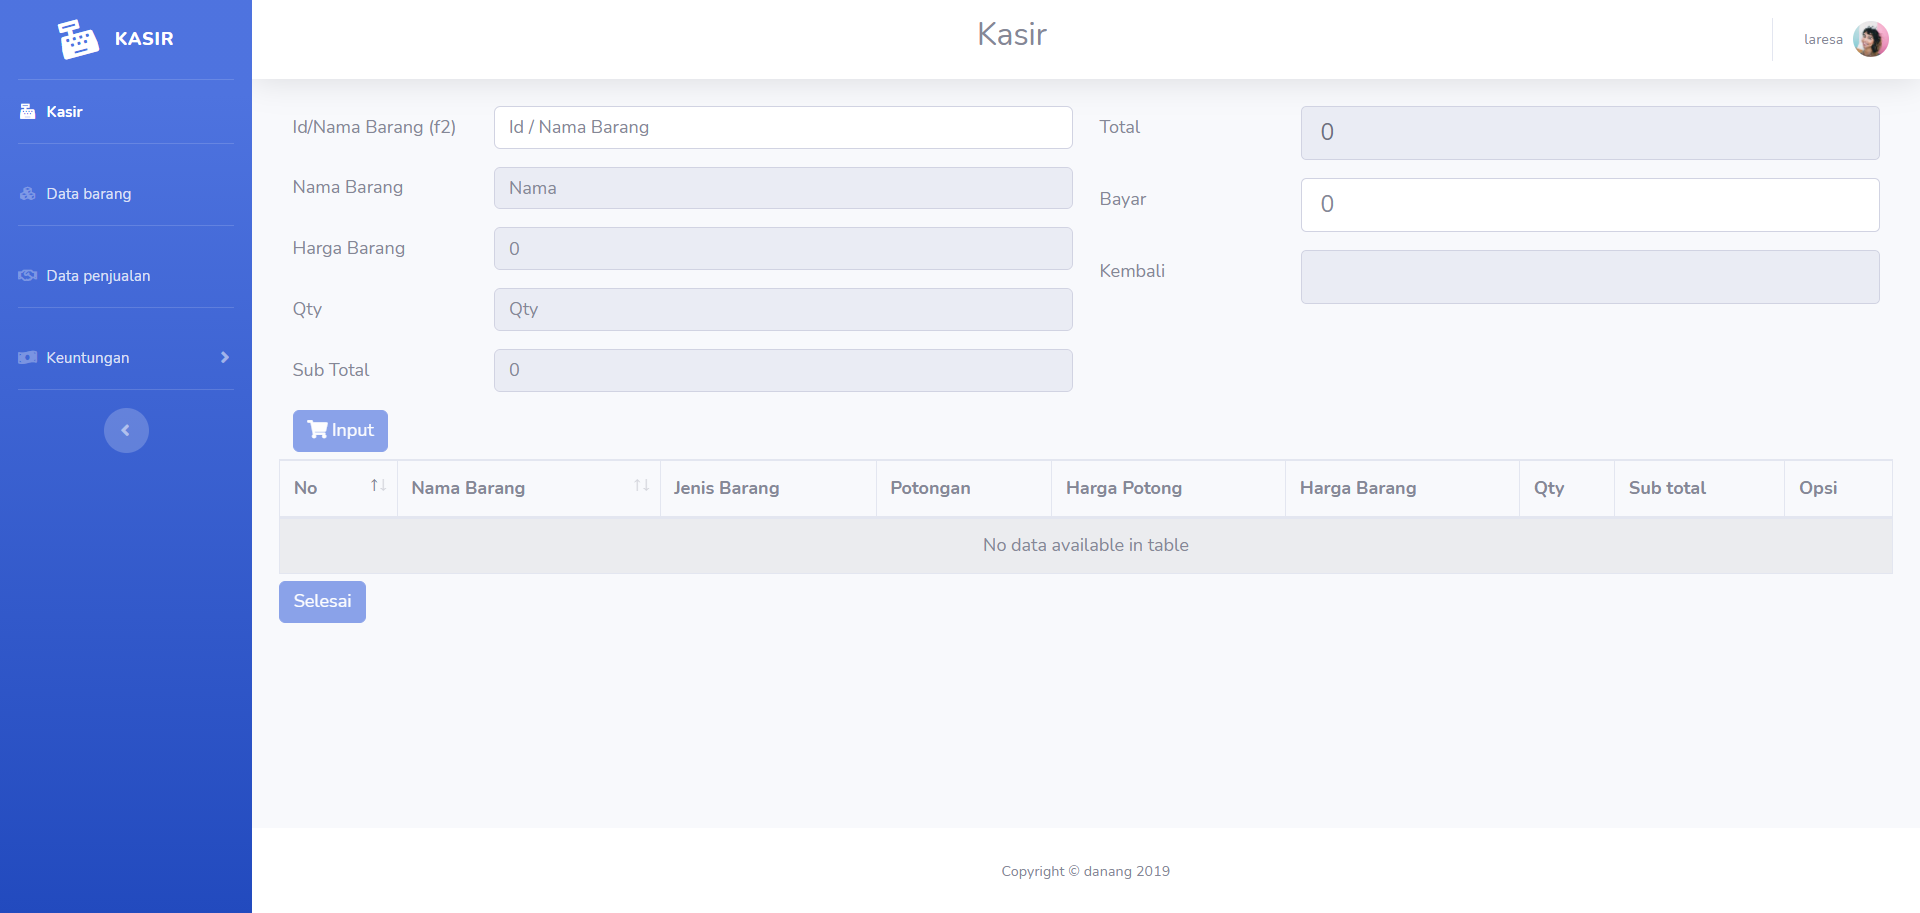 KASIR
Kasir
Data barang
Data penjualan
Keuntungan
Kasir
laresa
Id/Nama Barang (f2)
Id / Nama Barang
Nama Barang
Nama
Harga Barang
0
Qty
Qty
Sub Total
0
Input
Total
0
Bayar
0
Kembali
No Nama Barang Jenis Barang Potongan Harga Potong Harga Barang Qty Sub total Opsi
No data available in table
Selesai
Copyright © danang 2019